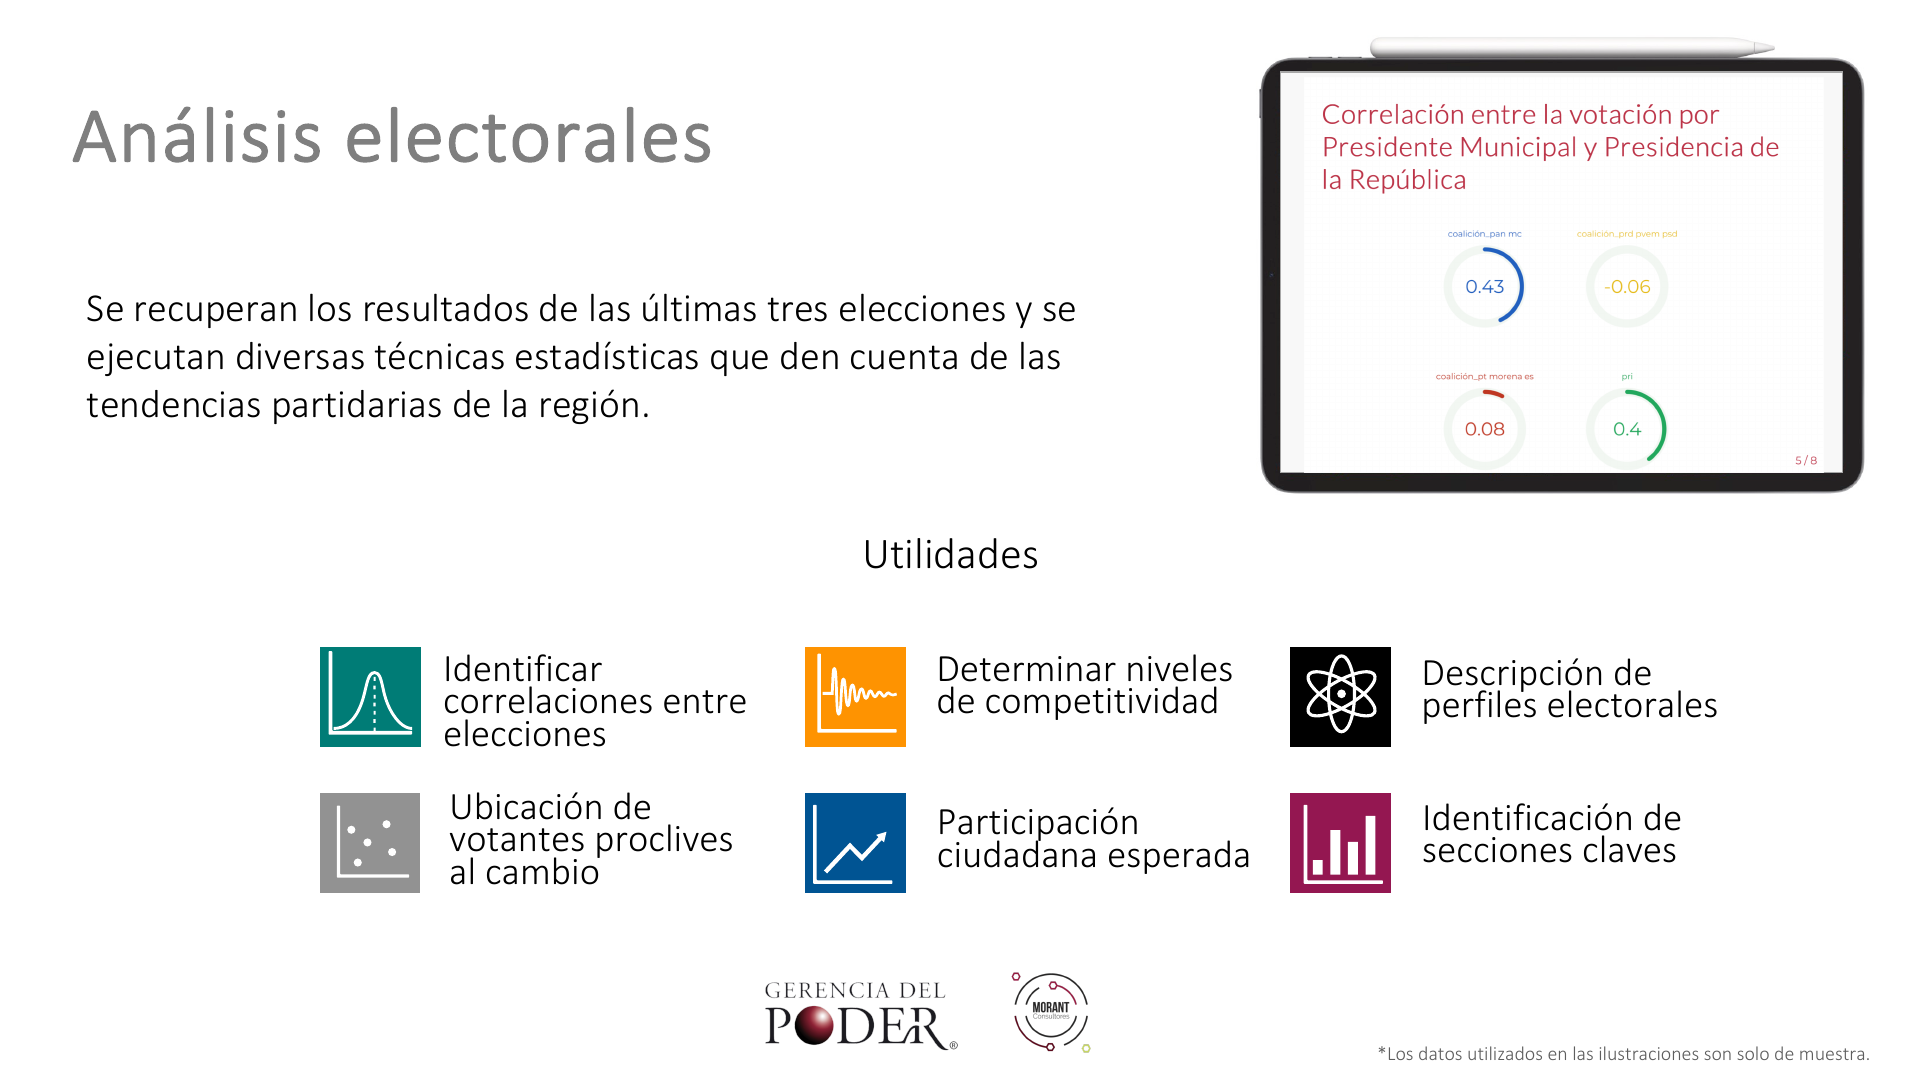 Análisis electorales
Se recuperan los resultados de las últimas tres elecciones y se
ejecutan diversas técnicas estadísticas que den cuenta de las
tendencias partidarias de la región.
Correlación entre la votación por
Presidente Municipal y Presidencia de
la República
coalición_pan mc
coalición_prd pvem psd
0.43
-0.06
coalición_pt morena es
pri
0.08
0.4
5 / 8
Utilidades
Identificar
correlaciones entre
elecciones
Determinar niveles
de competitividad
Descripción de
perfiles electorales
Ubicación de
votantes proclives
al cambio
Participación
ciudadana esperada
Identificación de
secciones claves
GERENCIA DEL
PODER®
MORANT
Consultores
*Los datos utilizados en las ilustraciones son solo de muestra.